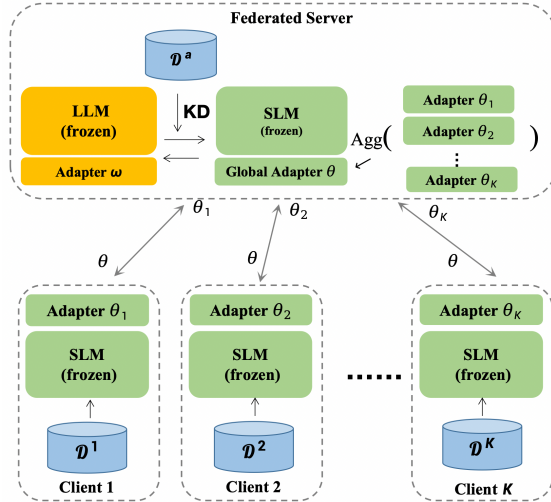 Federated Server
𝒟ᵃ
LLM
(frozen)
Adapter ω
KD
SLM
(frozen)
Global Adapter θ
Agg(
Adapter θ₁
Adapter θ₂
⋮
Adapter θ_K
)
θ₁
θ₂
θ_K
θ
θ
θ
Adapter θ₁
SLM
(frozen)
𝒟¹
Client 1
Adapter θ₂
SLM
(frozen)
𝒟²
Client 2
......
Adapter θ_K
SLM
(frozen)
𝒟ᴷ
Client K